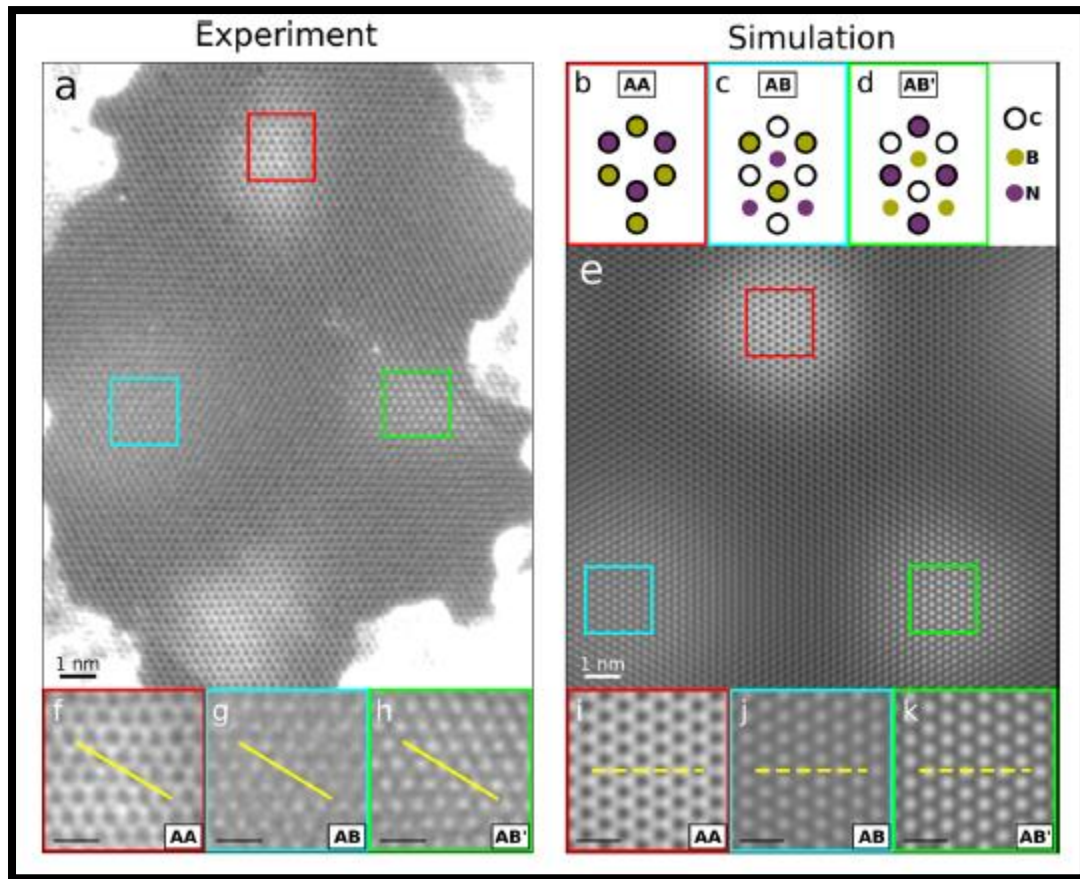 Experiment
Simulation
a
b AA
c AB
d AB'
C
B
N
e
1 nm
1 nm
f
AA
g
AB
h
AB'
i
AA
j
AB
k
AB'